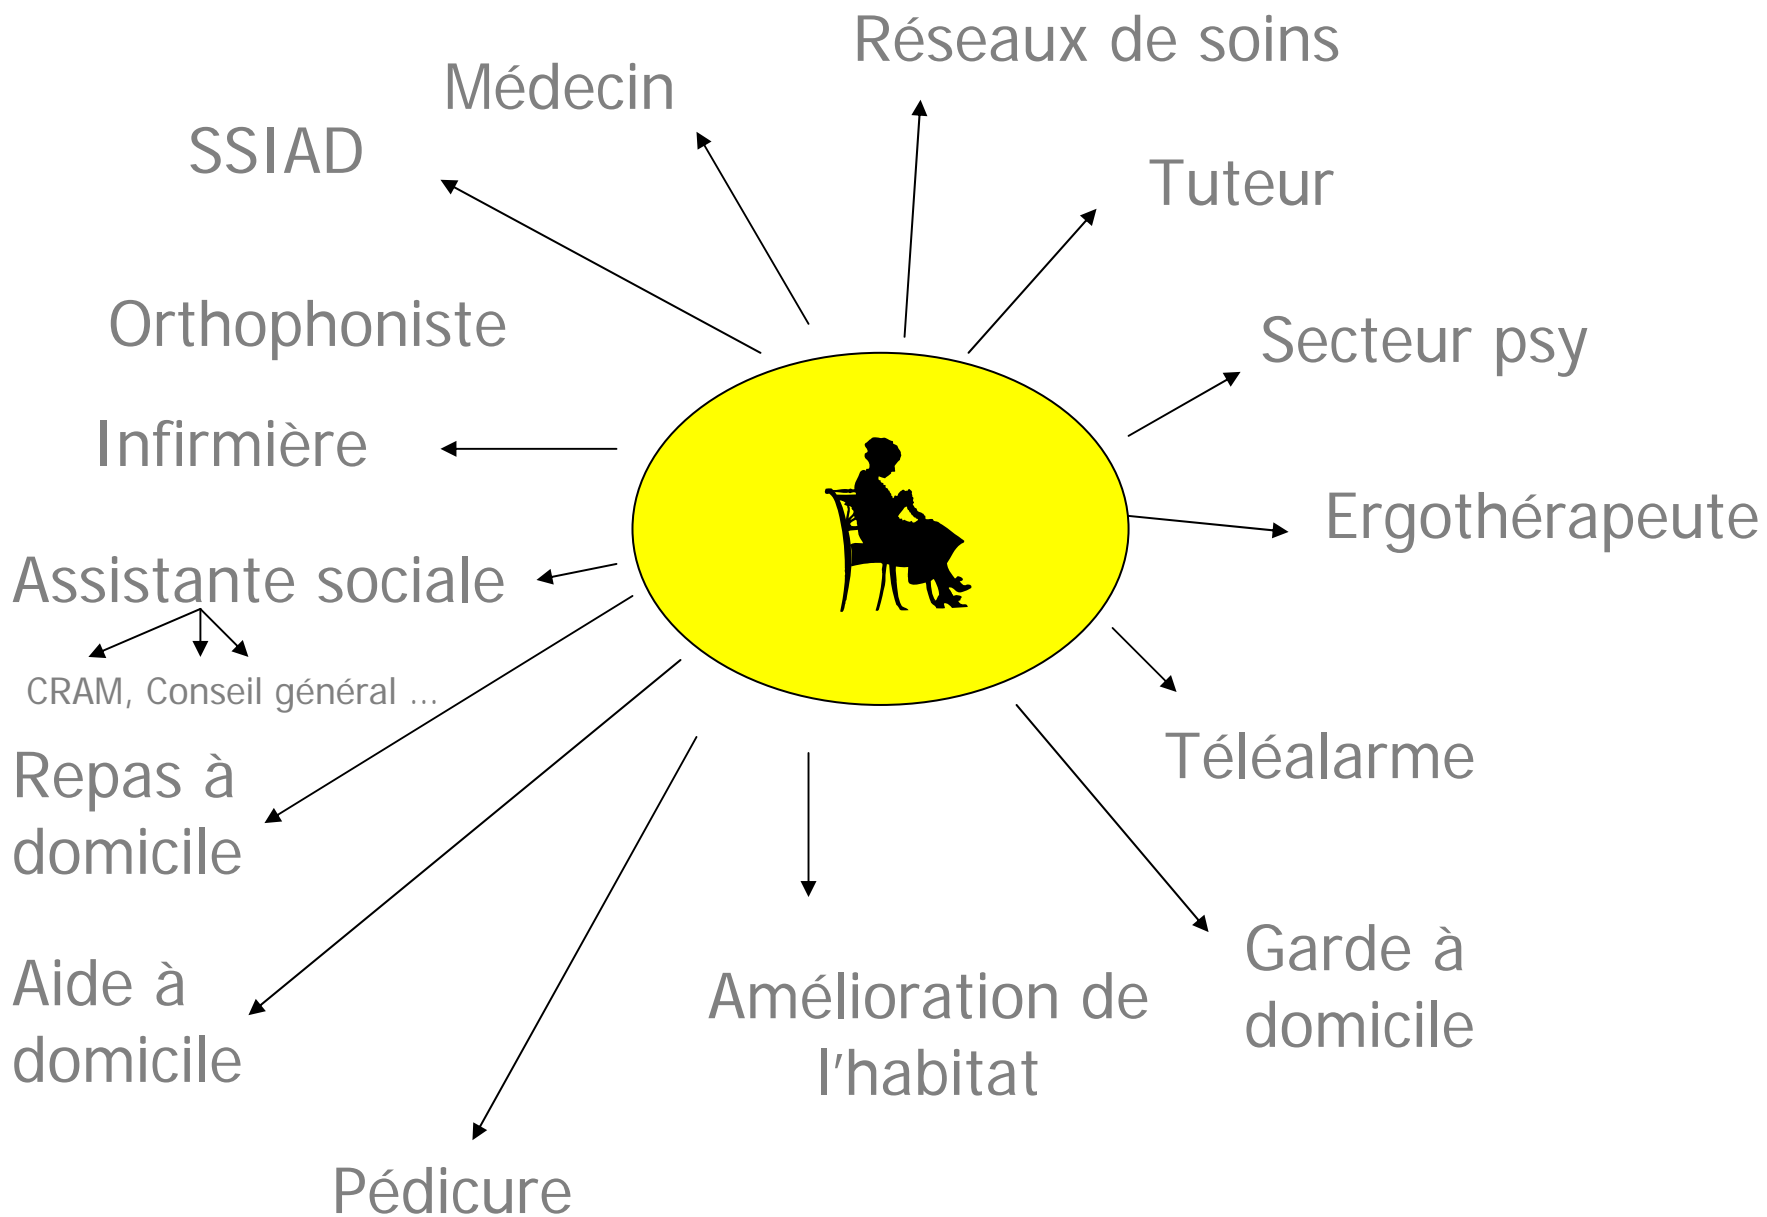 Réseaux de soins
Médecin
SSIAD
Tuteur
Orthophoniste
Secteur psy
Infirmière
Ergothérapeute
Assistante sociale
CRAM, Conseil général ...
Repas à
domicile
Téléalarme
Aide à
domicile
Amélioration de
l'habitat
Garde à
domicile
Pédicure